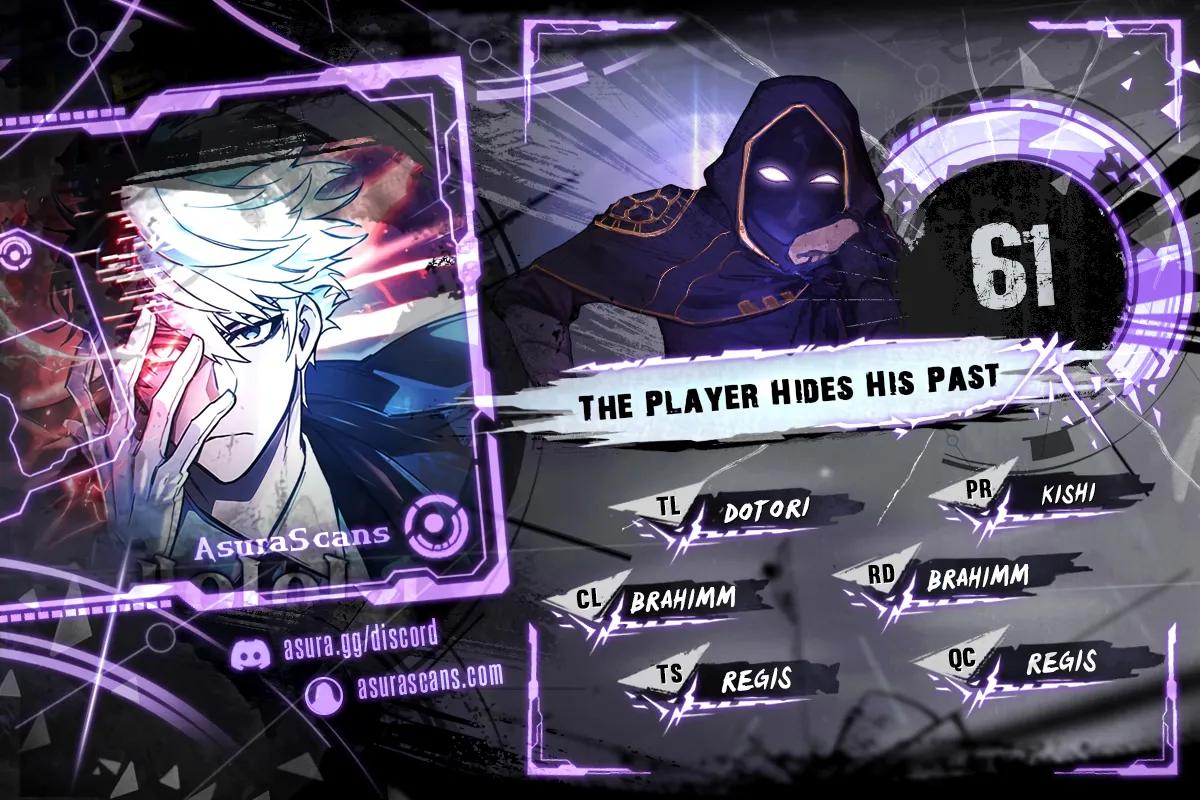 61
THE PLAYER HIDES HIS PAST
TL DOTORI
PR KISHI
CL BRAHIMM
RD BRAHIMM
TS REGIS
QC REGIS
AsuraScans
asura.gg/discord
asurascans.com